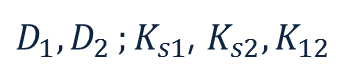 D₁, D₂ ; Kₛ₁, Kₛ₂, K₁₂